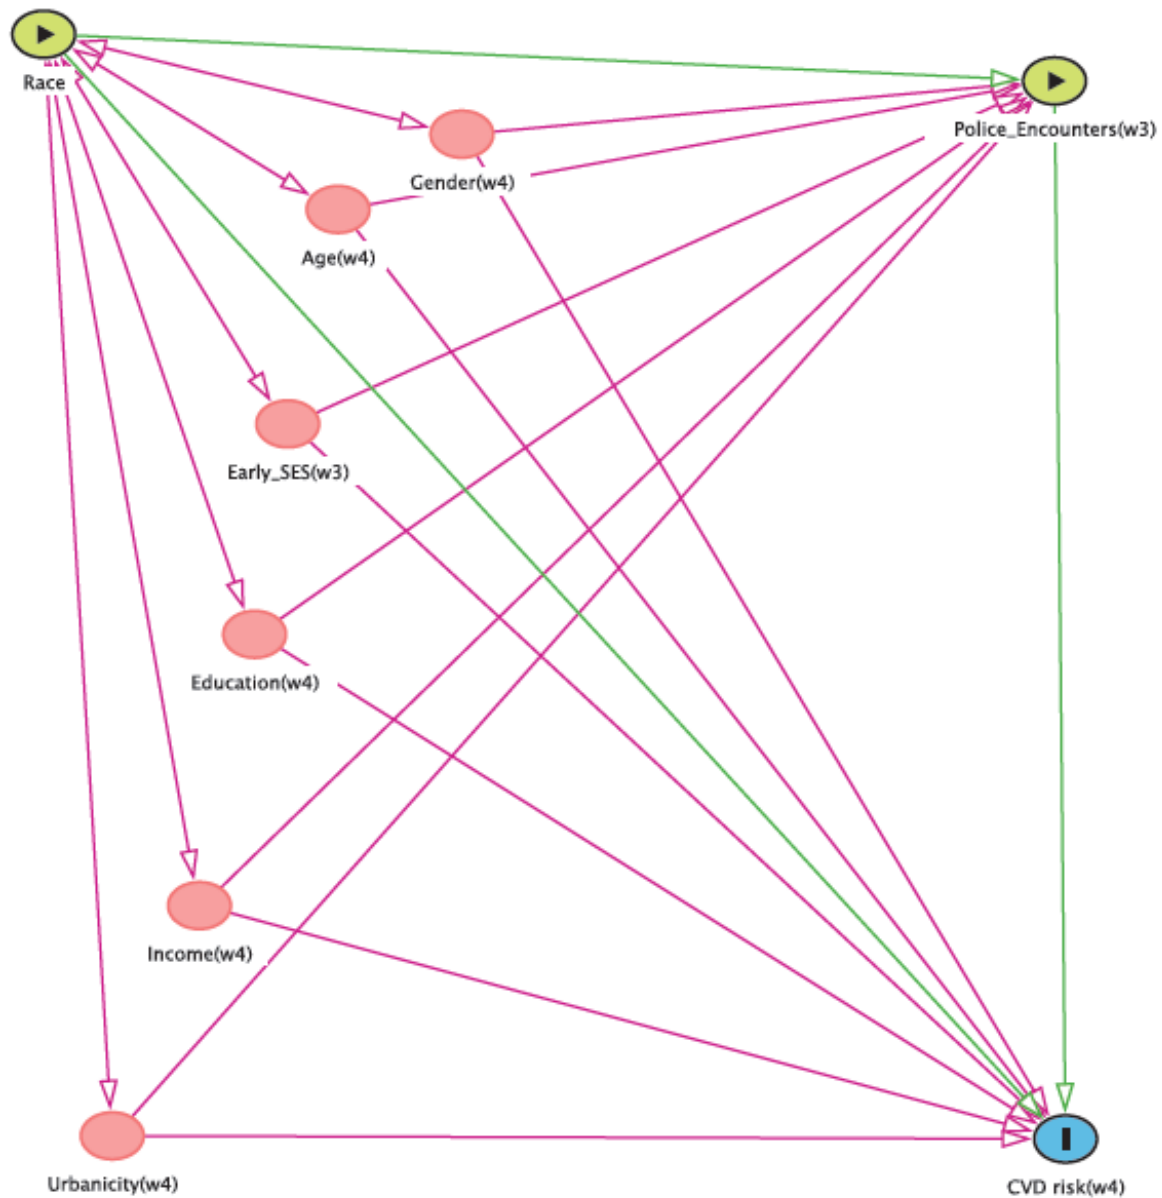 Race
Police_Encounters(w3)
Gender(w4)
Age(w4)
Early_SES(w3)
Education(w4)
Income(w4)
Urbanicity(w4)
CVD risk(w4)